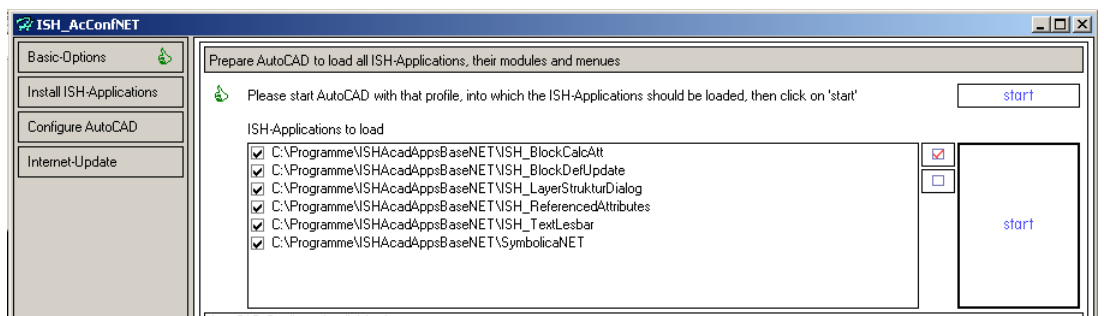 ISH_AcConfNET
Basic-Options
Install ISH-Applications
Configure AutoCAD
Internet-Update
Prepare AutoCAD to load all ISH-Applications, their modules and menues
Please start AutoCAD with that profile, into which the ISH-Applications should be loaded, then click on 'start'
start
ISH-Applications to load
C:\Programme\ISHAcadAppsBaseNET\ISH_BlockCalcAtt
C:\Programme\ISHAcadAppsBaseNET\ISH_BlockDefUpdate
C:\Programme\ISHAcadAppsBaseNET\ISH_LayerStrukturDialog
C:\Programme\ISHAcadAppsBaseNET\ISH_ReferencedAttributes
C:\Programme\ISHAcadAppsBaseNET\ISH_TextLesbar
C:\Programme\ISHAcadAppsBaseNET\SymbolicaNET
start